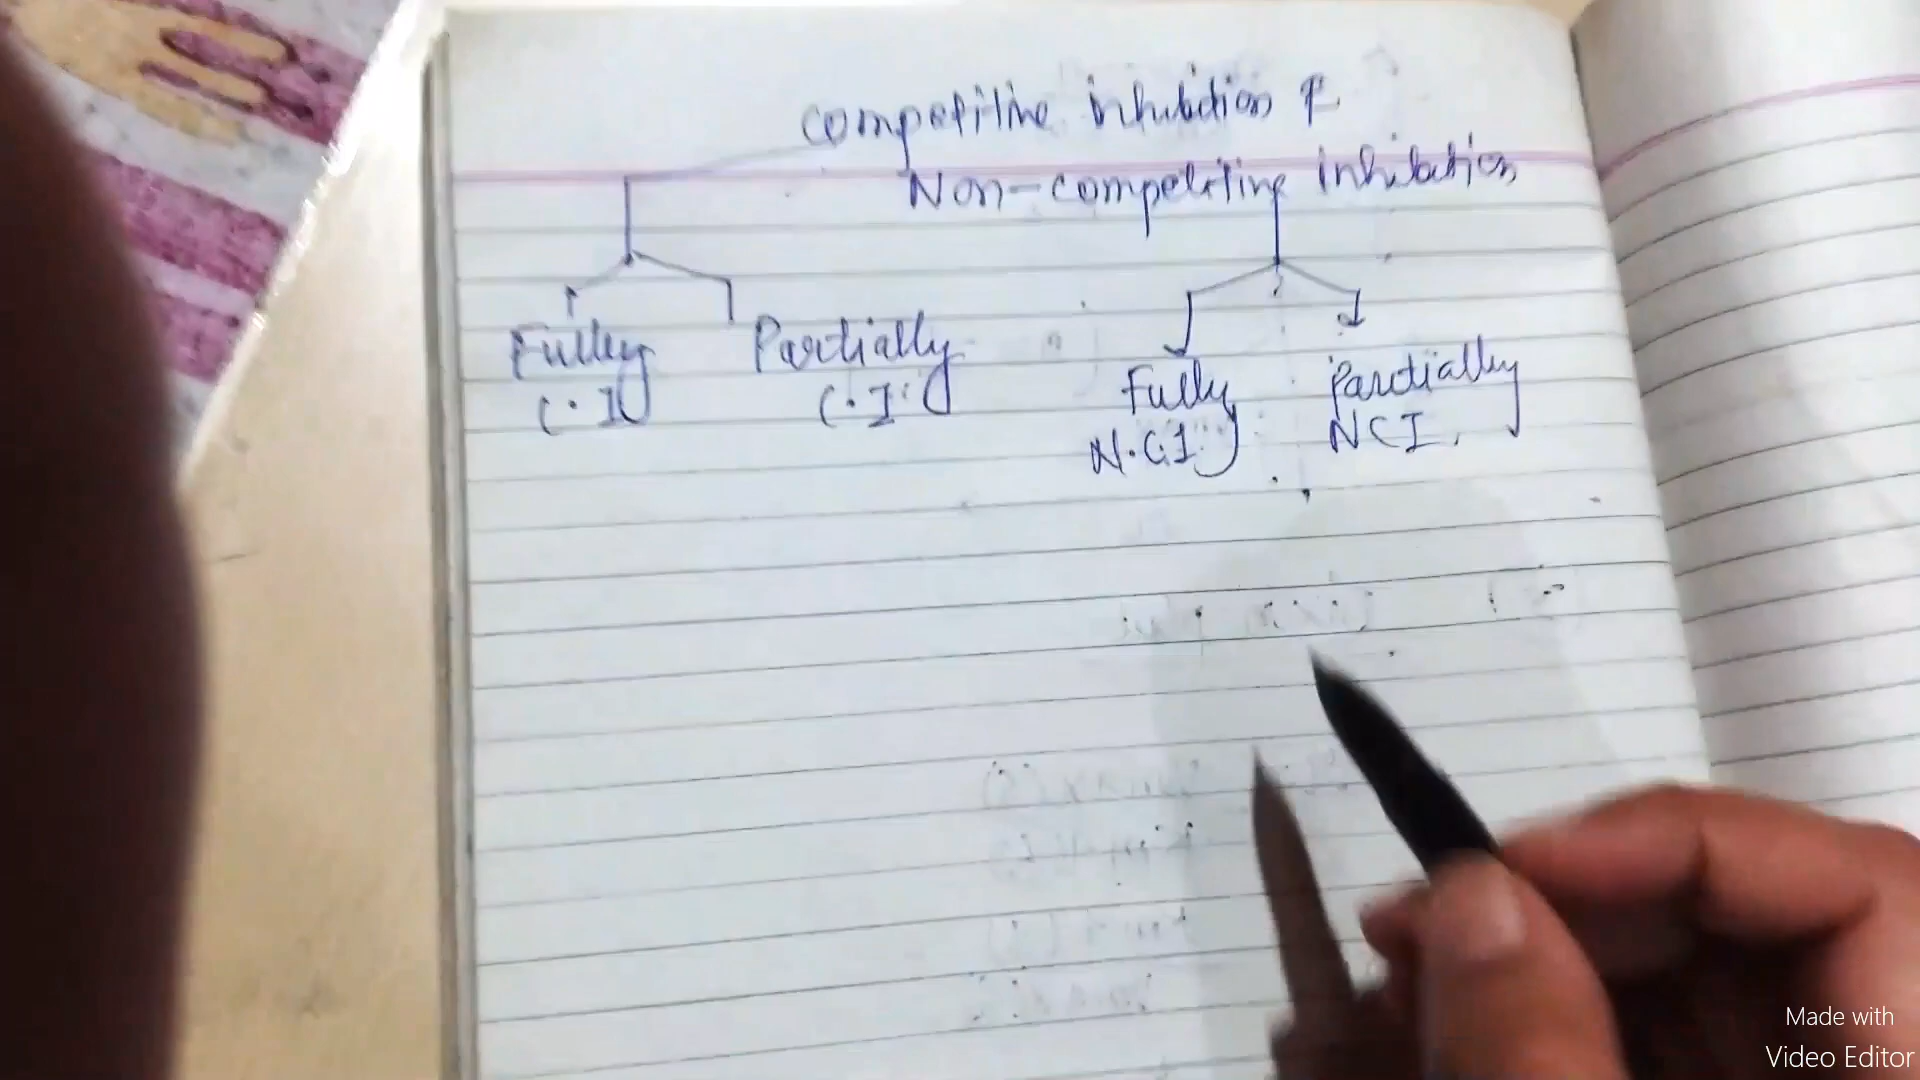 Competitive inhibition &
Non-competitive inhibition
Fully
C.I
Partially
C.I.
Fully
N.C.I
Partially
NCI.
Made with
Video Editor